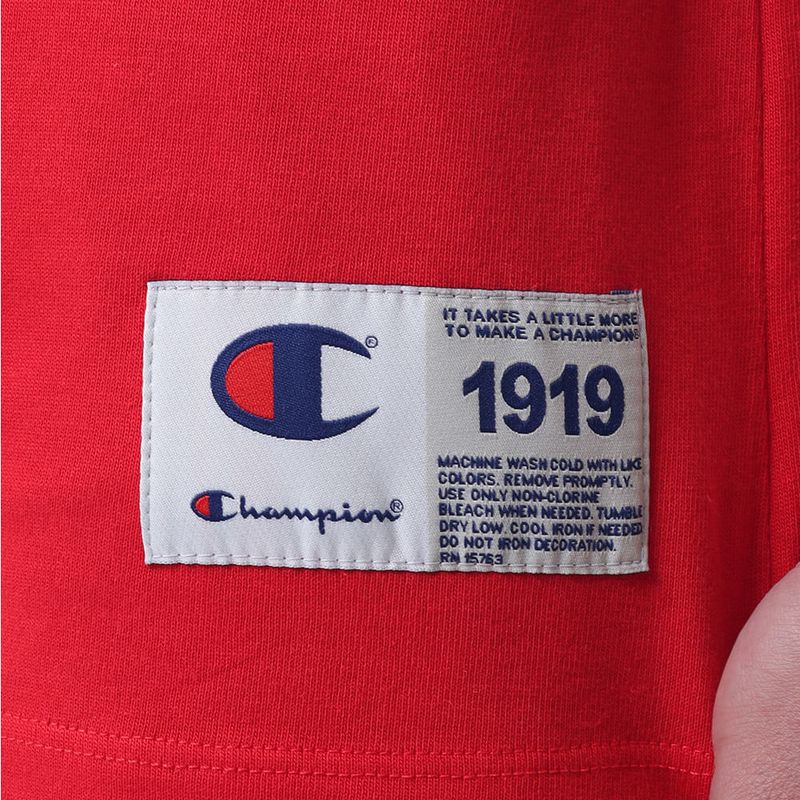 Champion®
IT TAKES A LITTLE MORE
TO MAKE A CHAMPION®
1919
MACHINE WASH COLD WITH LIKE
COLORS. REMOVE PROMPTLY.
USE ONLY NON-CLORINE
BLEACH WHEN NEEDED. TUMBLE
DRY LOW. COOL IRON IF NEEDED
DO NOT IRON DECORATION.
RN 15763